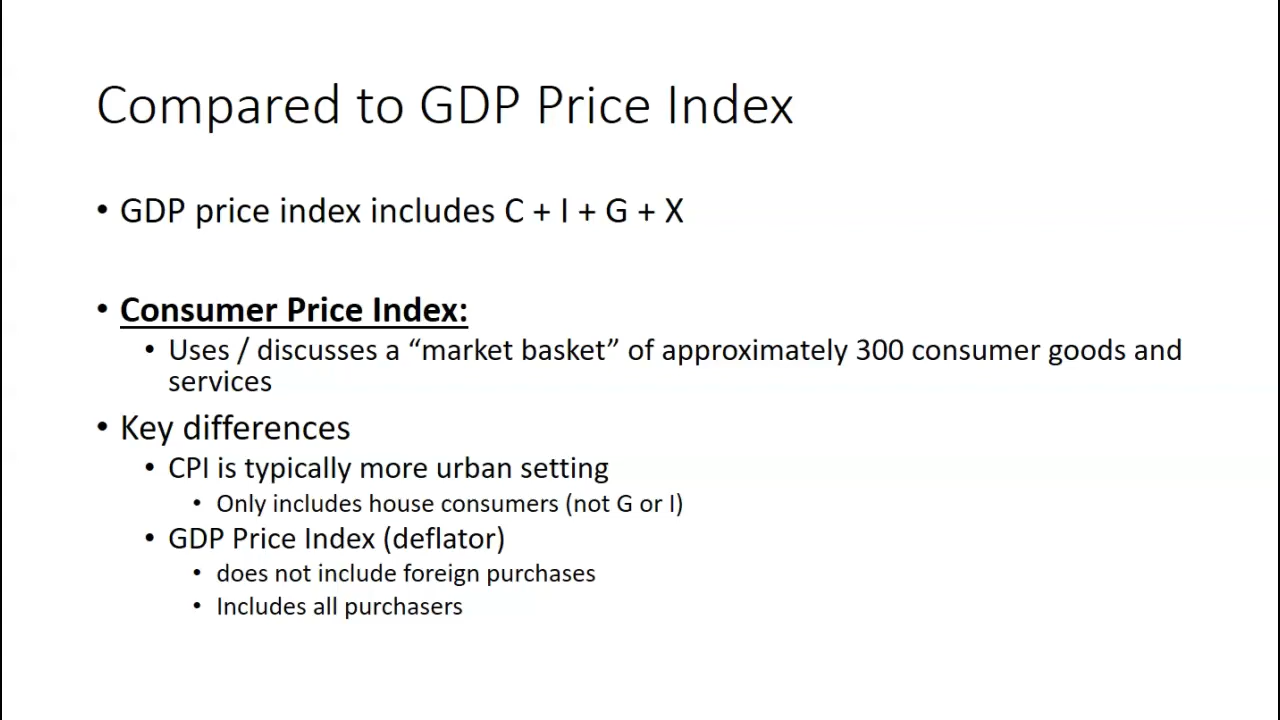 Compared to GDP Price Index
• GDP price index includes C + I + G + X
• Consumer Price Index:
• Uses / discusses a “market basket” of approximately 300 consumer goods and
services
• Key differences
• CPI is typically more urban setting
• Only includes house consumers (not G or I)
• GDP Price Index (deflator)
• does not include foreign purchases
• Includes all purchasers